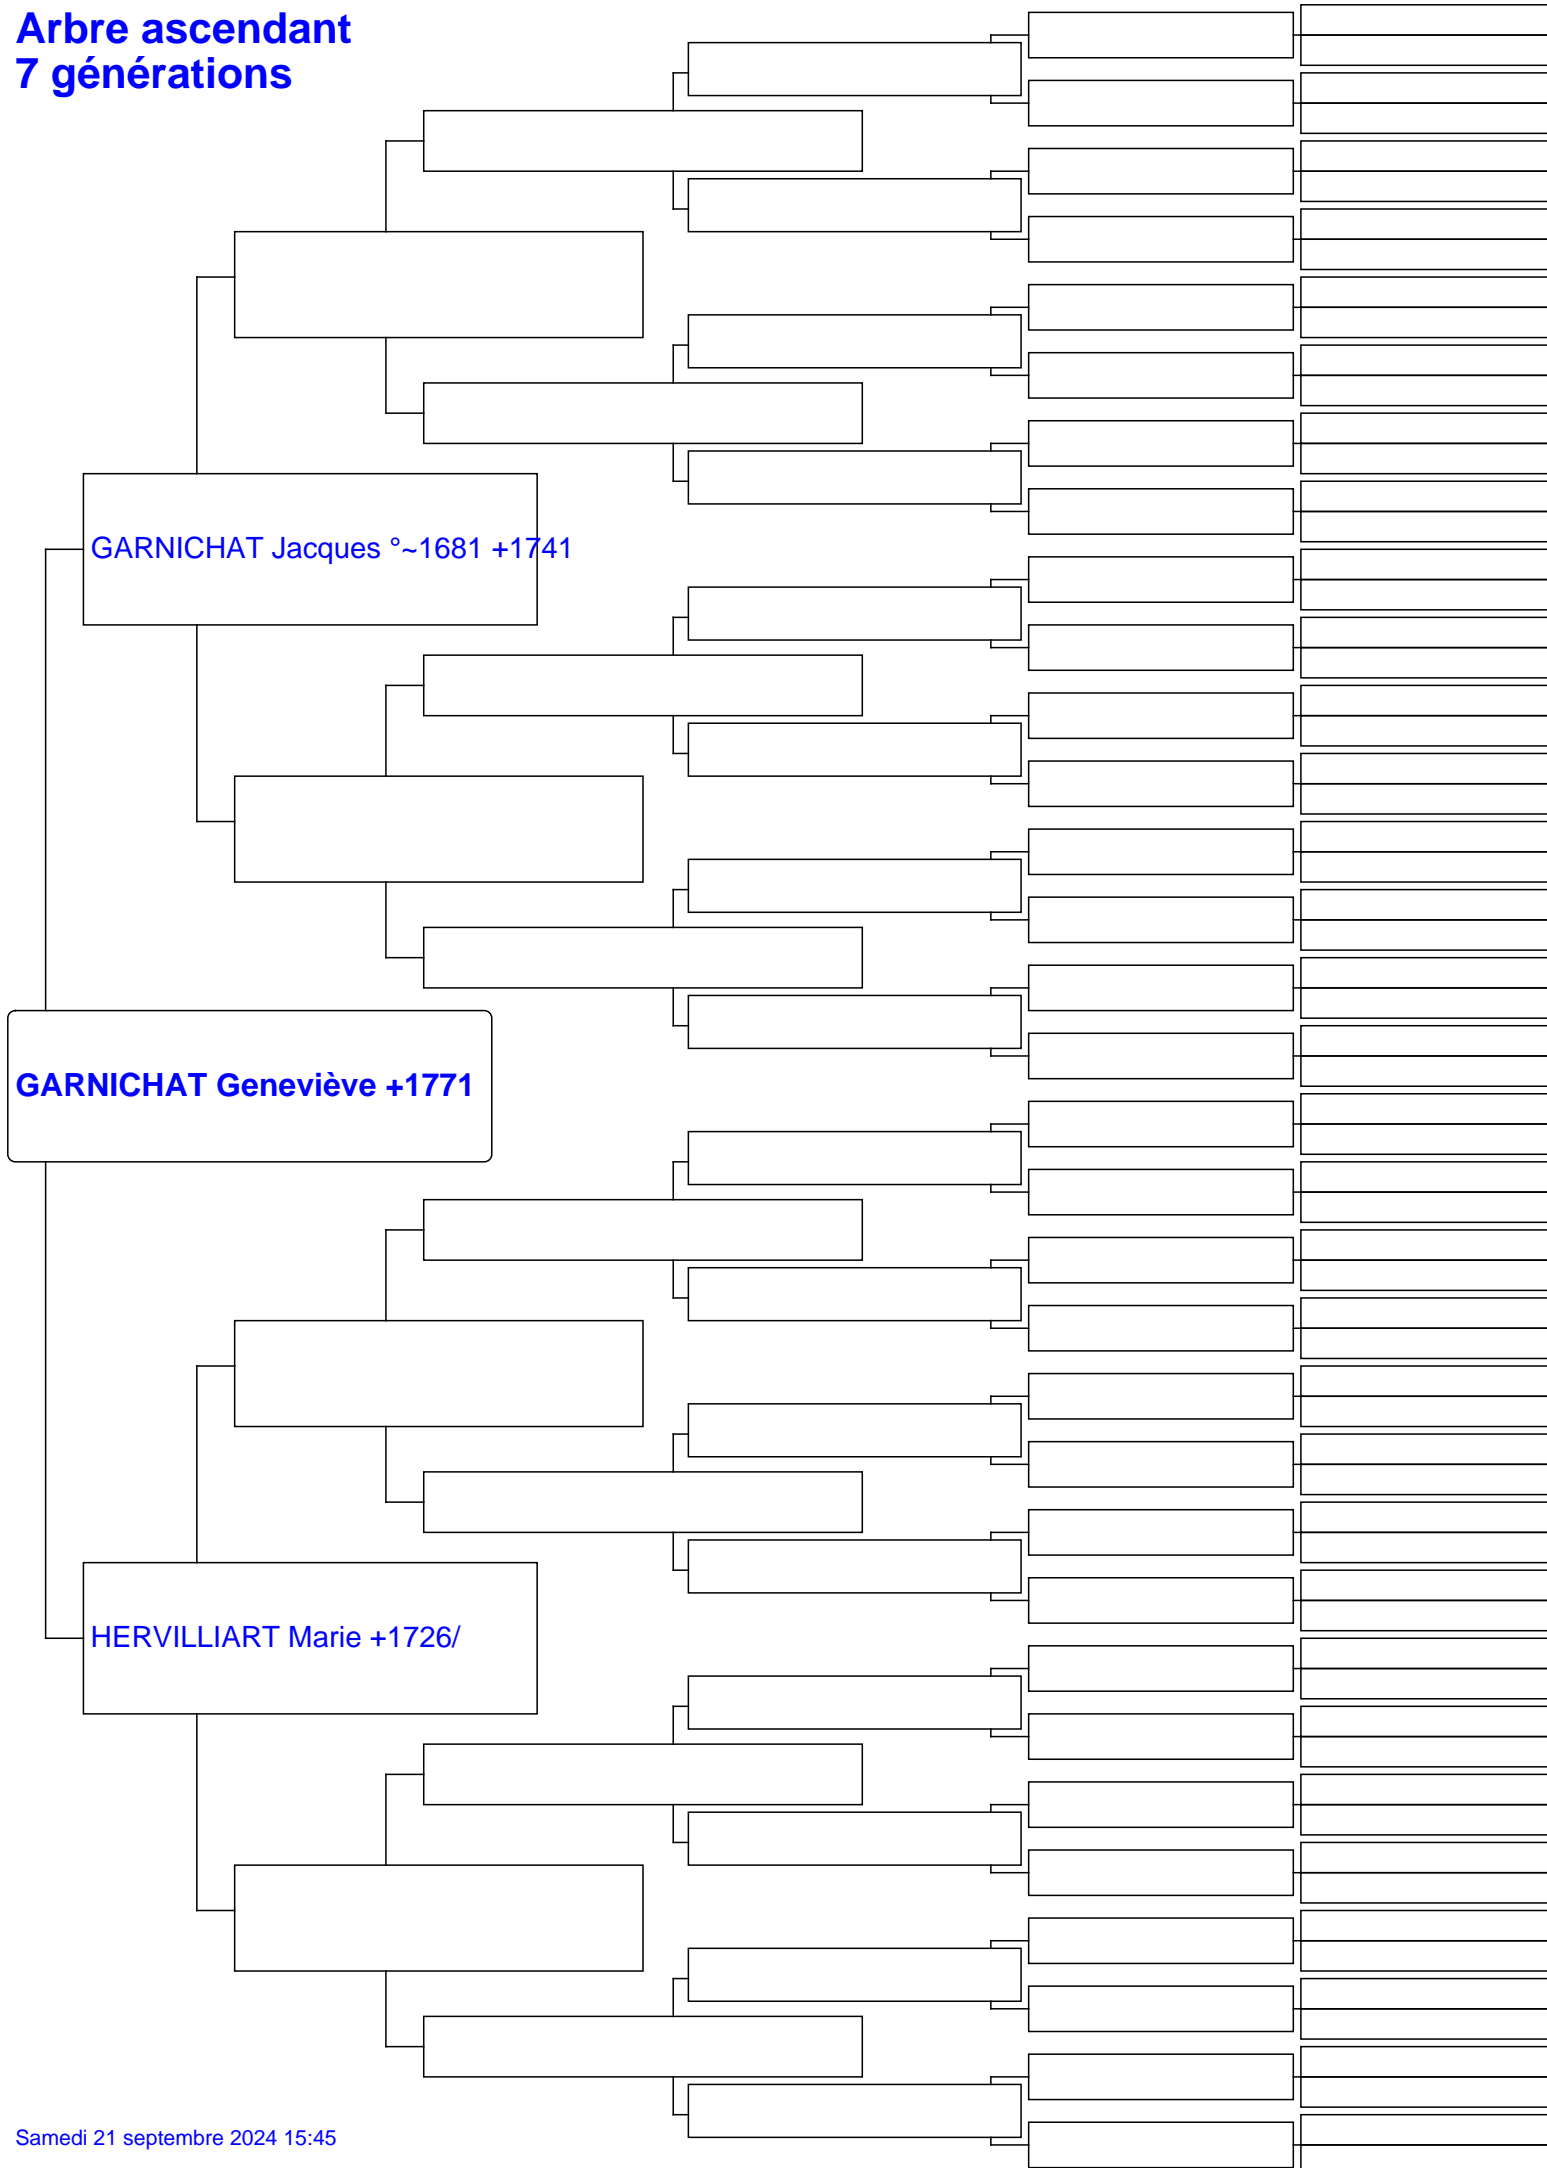 Arbre ascendant
7 générations
GARNICHAT Jacques °~1681 +1741
GARNICHAT Geneviève +1771
HERVILLIART Marie +1726/
Samedi 21 septembre 2024 15:45